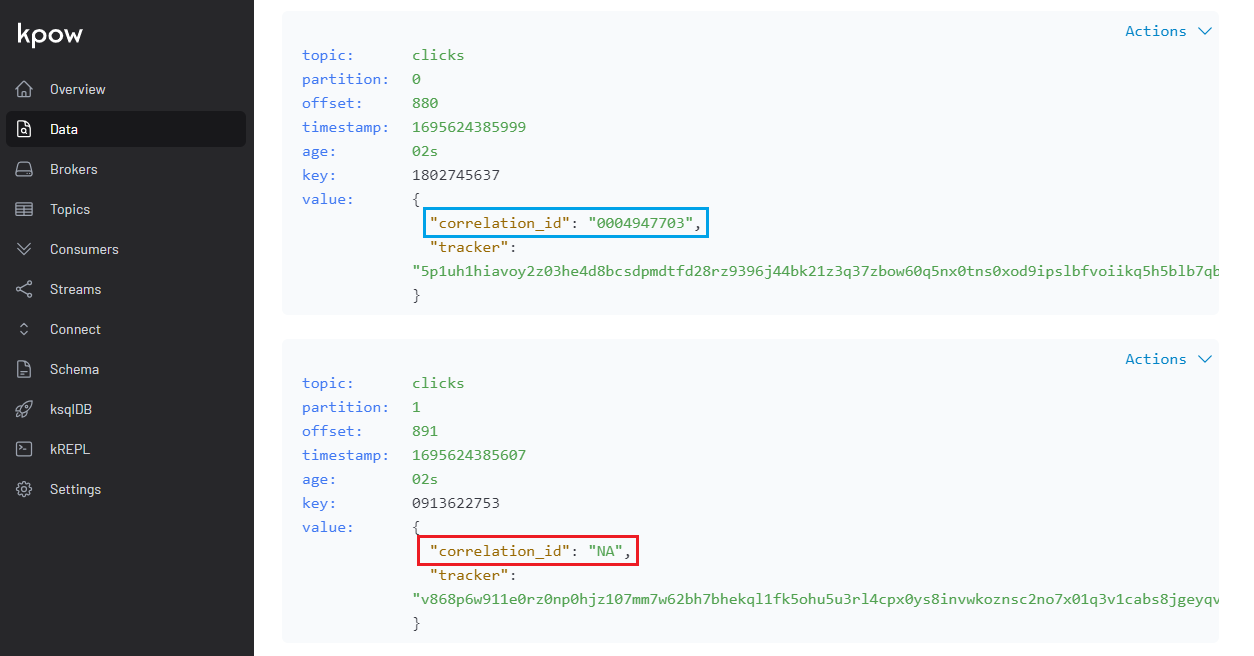 kpow
Overview
Data
Brokers
Topics
Consumers
Streams
Connect
Schema
ksqlDB
kREPL
Settings
Actions
topic: clicks
partition: 0
offset: 880
timestamp: 1695624385999
age: 02s
key: 1802745637
value: {
"correlation_id": "0004947703",
"tracker":
"5p1uh1hiavoy2z03he4d8bcsdpmdtfd28rz9396j44bk21z3q37zbow60q5nx0tns0xod9ipslbfvoiikq5h5blb7qb
}
Actions
topic: clicks
partition: 1
offset: 891
timestamp: 1695624385607
age: 02s
key: 0913622753
value: {
"correlation_id": "NA",
"tracker":
"v868p6w911e0rz0np0hjz107mm7w62bh7bhekql1fk5ohu5u3rl4cpx0ys8invwkoznsc2no7x01q3v1cabs8jgeyqv
}